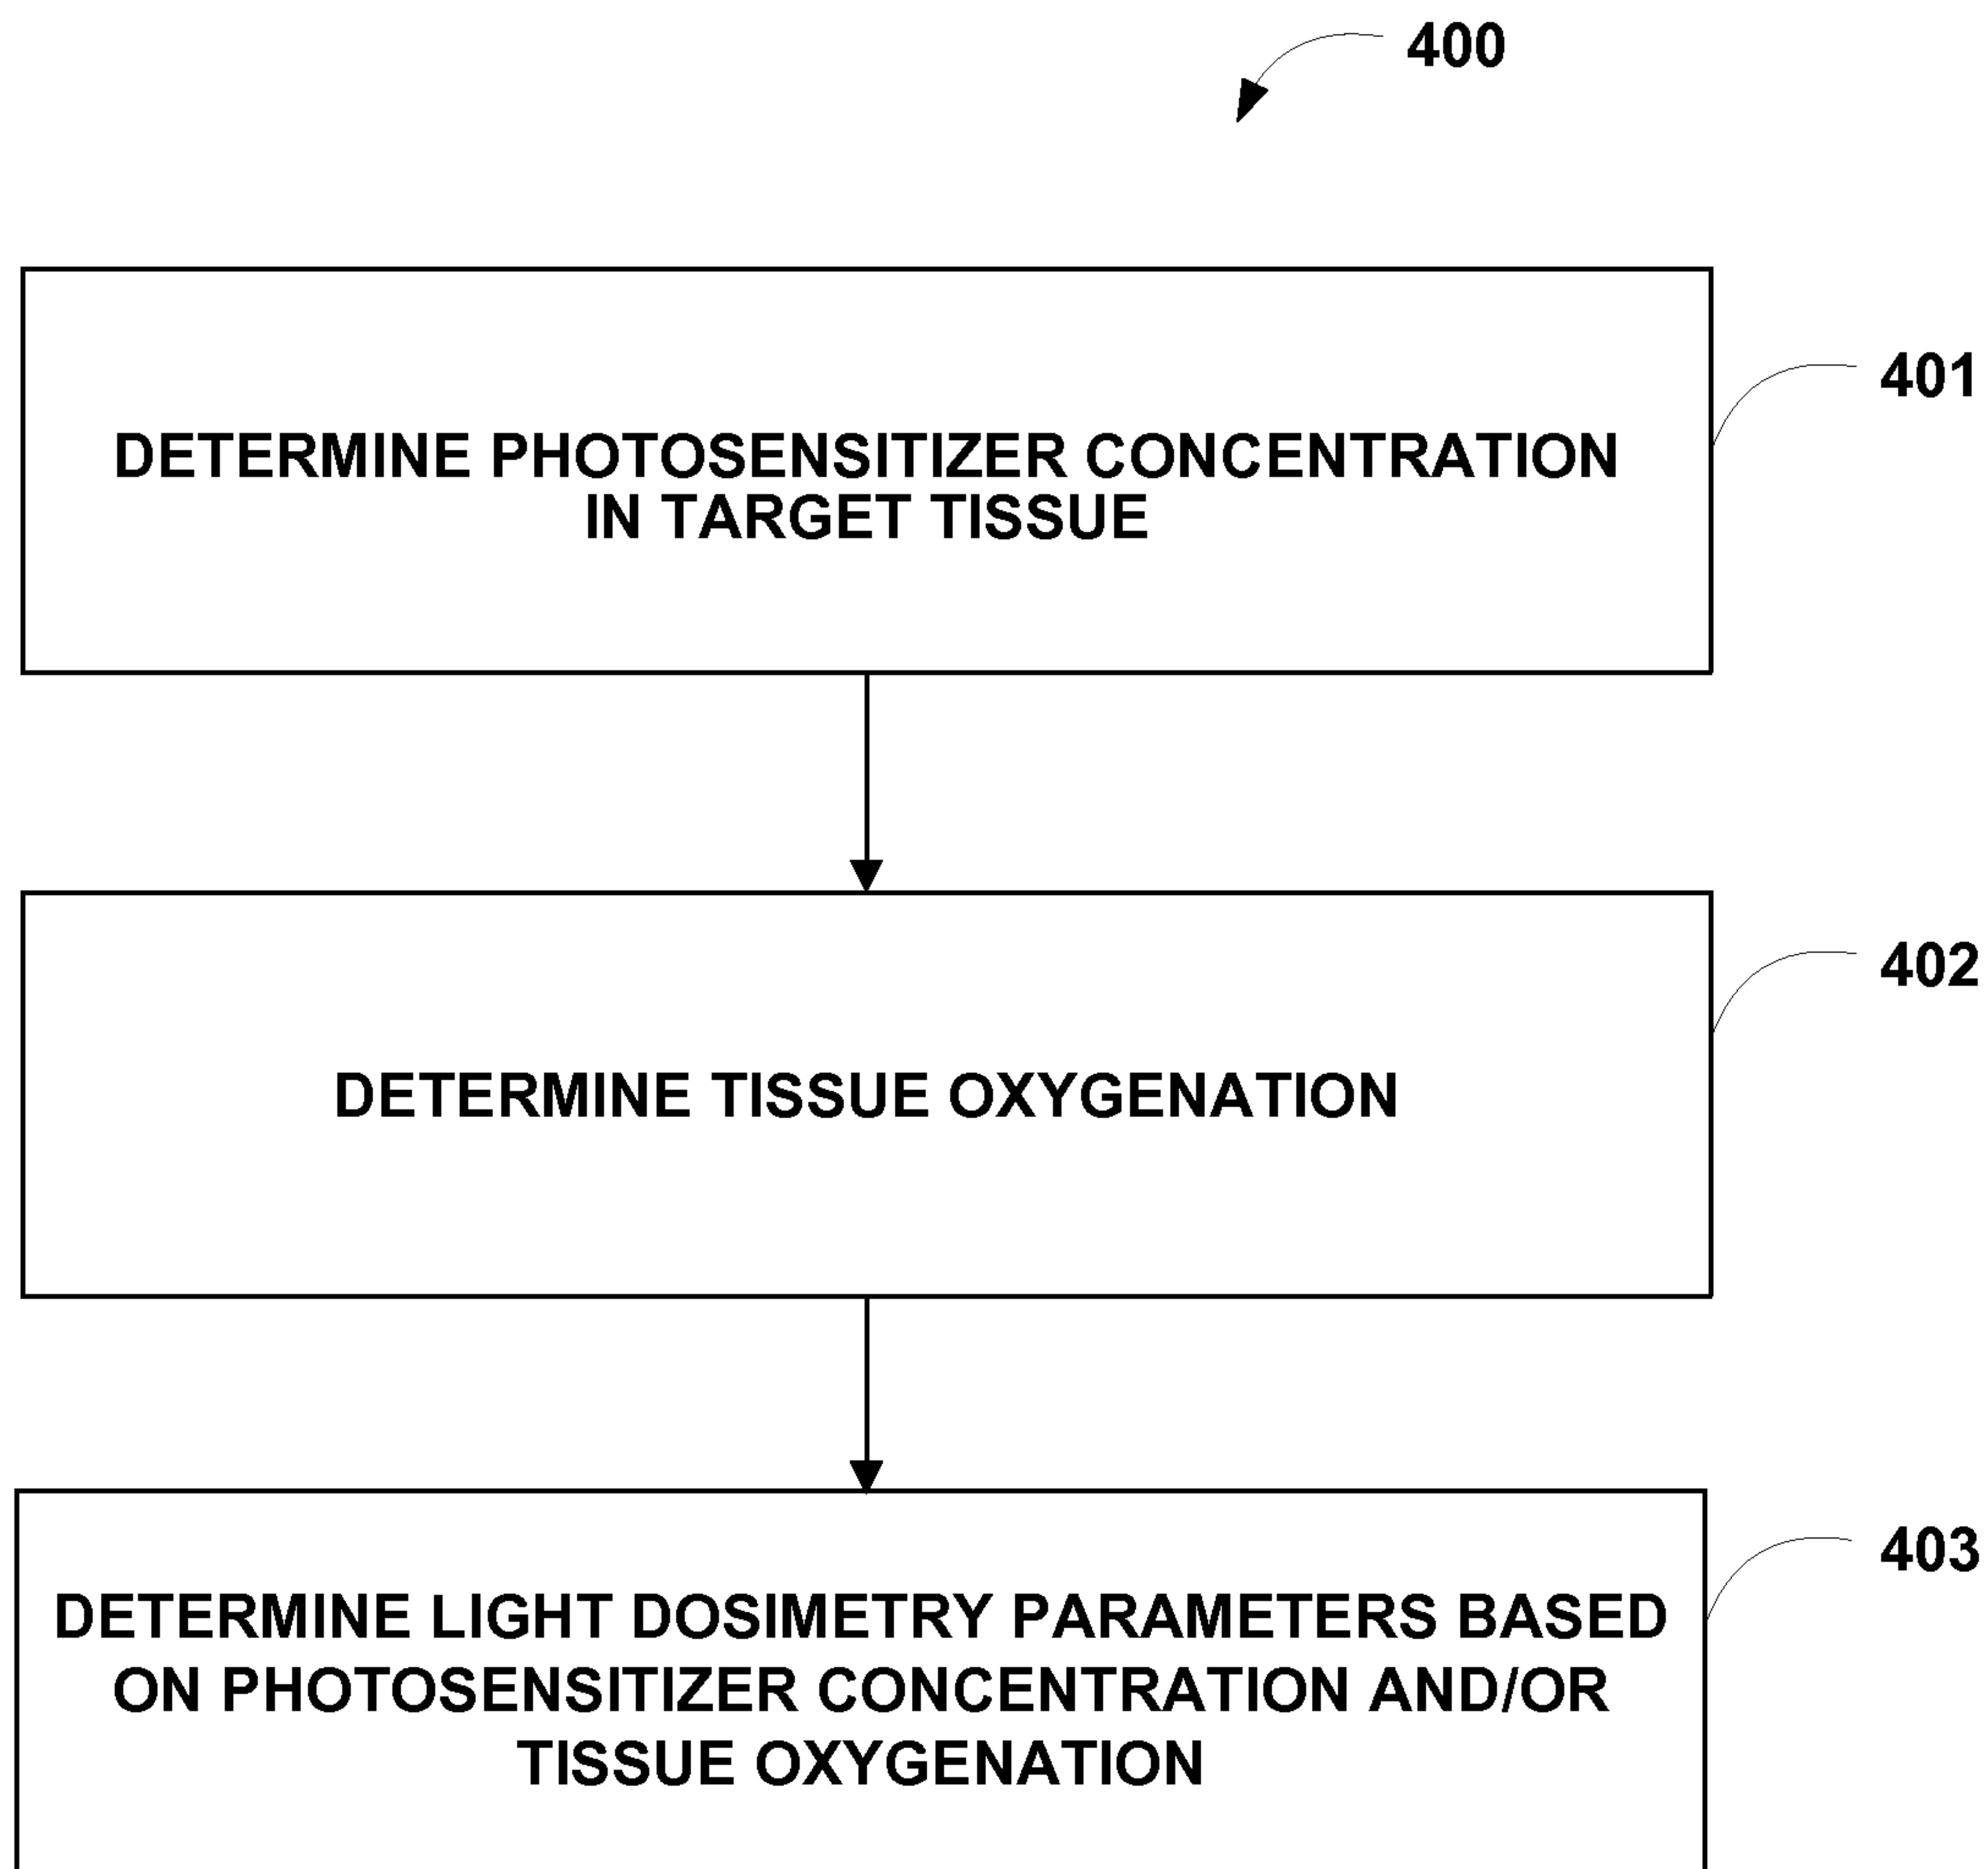 400
DETERMINE PHOTOSENSITIZER CONCENTRATION
IN TARGET TISSUE
401
DETERMINE TISSUE OXYGENATION
402
DETERMINE LIGHT DOSIMETRY PARAMETERS BASED
ON PHOTOSENSITIZER CONCENTRATION AND/OR
TISSUE OXYGENATION
403